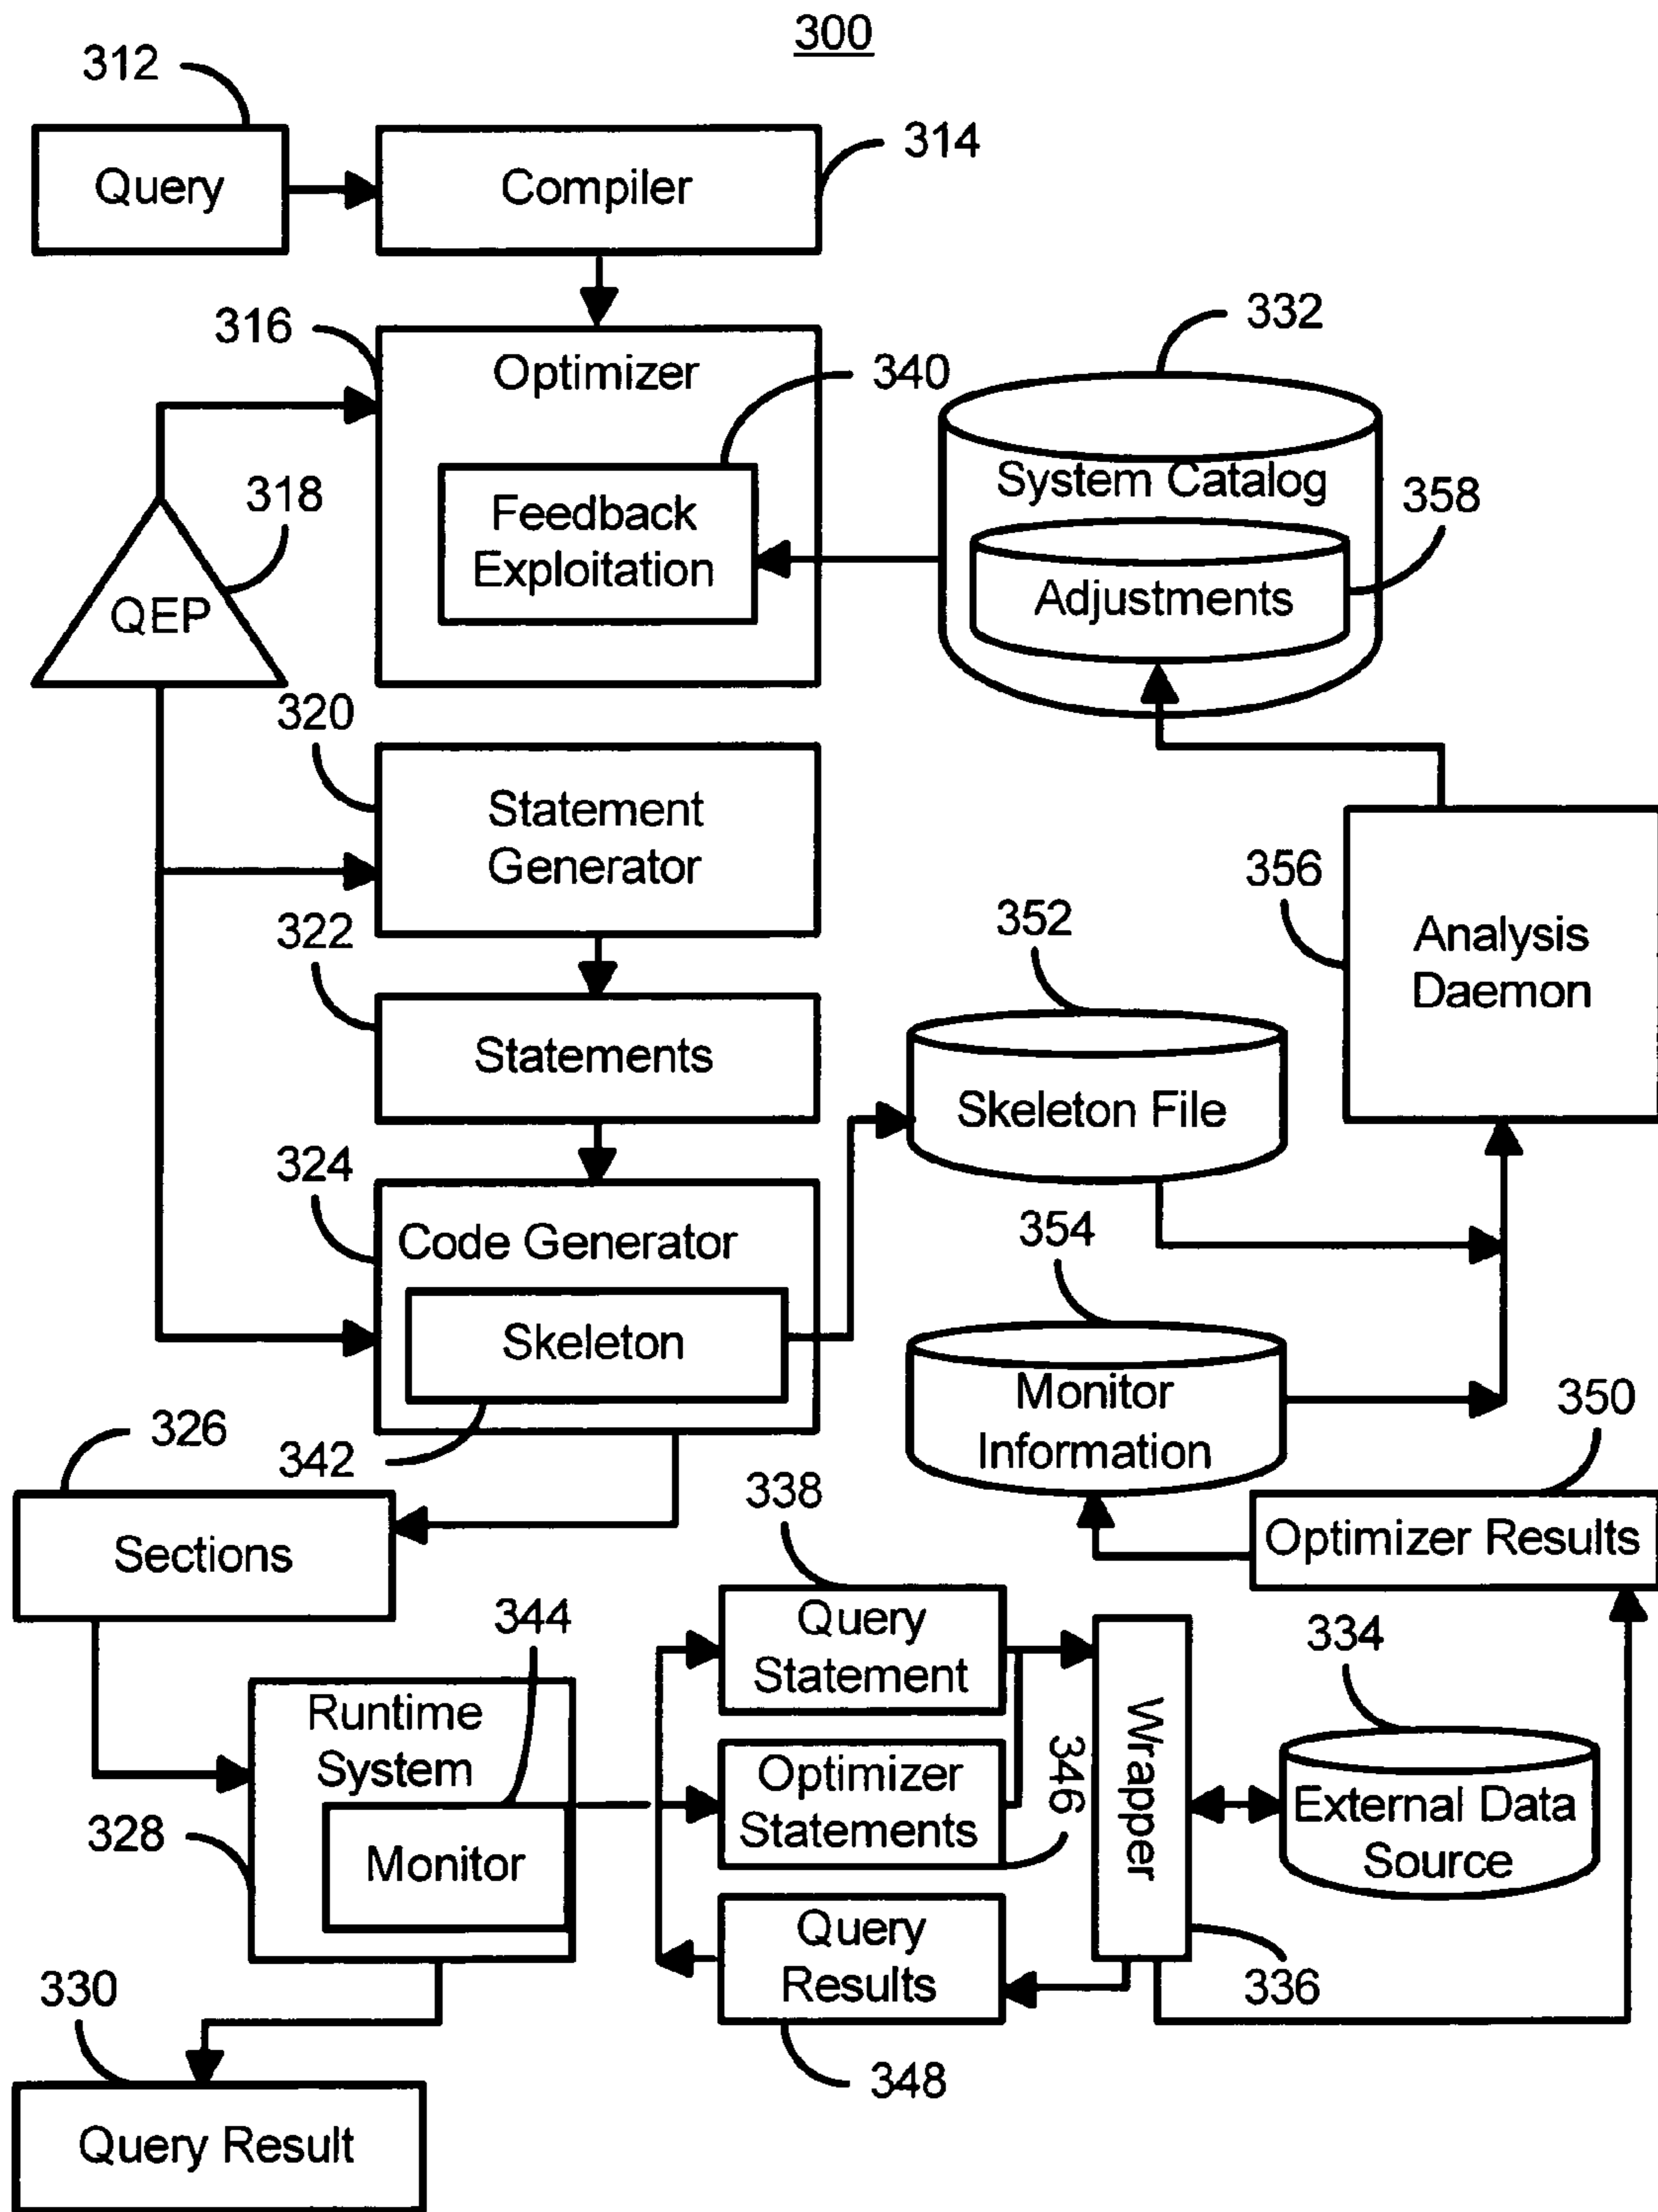 300
312
Query
Compiler
314
316
Optimizer
340
332
Feedback
Exploitation
System Catalog
358
Adjustments
318
QEP
320
Statement
Generator
322
Statements
352
Skeleton File
356
Analysis
Daemon
324
Code Generator
Skeleton
342
354
Monitor
Information
350
Optimizer Results
326
Sections
338
Query
Statement
344
Runtime
System
Monitor
328
Optimizer
Statements
346
Wrapper
334
External Data
Source
Query
Results
336
348
330
Query Result